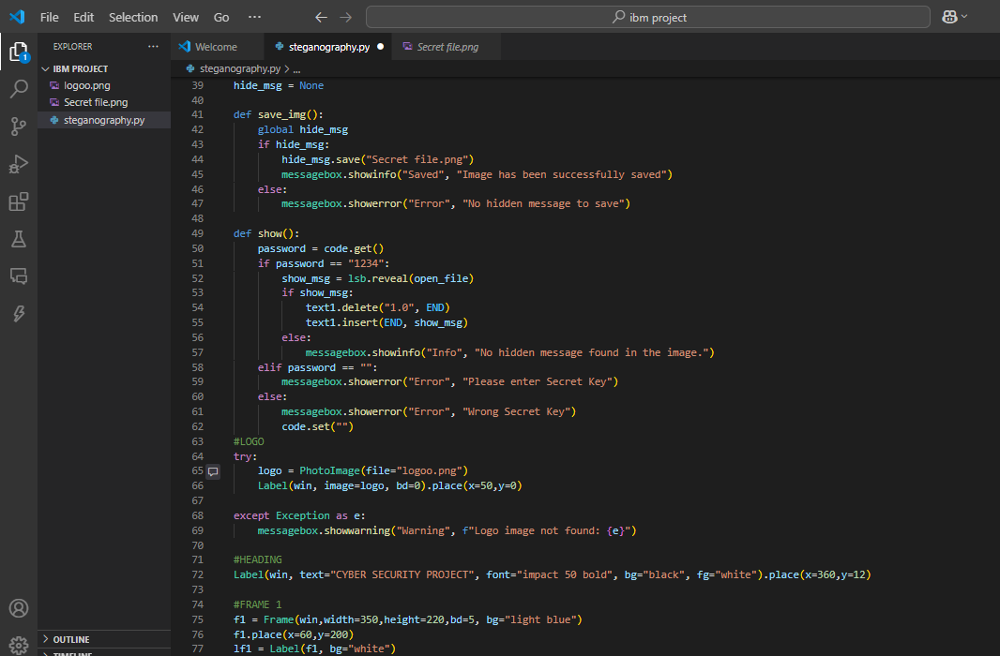 File Edit Selection View Go ··· ibm project
EXPLORER ···
Welcome steganography.py Secret file.png
IBM PROJECT
steganography.py > ...
logoo.png
Secret file.png
steganography.py
1
39 hide_msg = None
40
41 def save_img():
42 global hide_msg
43 if hide_msg:
44 hide_msg.save("Secret file.png")
45 messagebox.showinfo("Saved", "Image has been successfully saved")
46 else:
47 messagebox.showerror("Error", "No hidden message to save")
48
49 def show():
50 password = code.get()
51 if password == "1234":
52 show_msg = lsb.reveal(open_file)
53 if show_msg:
54 text1.delete("1.0", END)
55 text1.insert(END, show_msg)
56 else:
57 messagebox.showinfo("Info", "No hidden message found in the image.")
58 elif password == "":
59 messagebox.showerror("Error", "Please enter Secret Key")
60 else:
61 messagebox.showerror("Error", "Wrong Secret Key")
62 code.set("")
63 #LOGO
64 try:
65 logo = PhotoImage(file="logoo.png")
66 Label(win, image=logo, bd=0).place(x=50,y=0)
67
68 except Exception as e:
69 messagebox.showwarning("Warning", f"Logo image not found: {e}")
70
71 #HEADING
72 Label(win, text="CYBER SECURITY PROJECT", font="impact 50 bold", bg="black", fg="white").place(x=360,y=12)
73
74 #FRAME 1
75 f1 = Frame(win,width=350,height=220,bd=5, bg="light blue")
76 f1.place(x=60,y=200)
77 lf1 = Label(f1, bg="white")
OUTLINE
TIMELINE